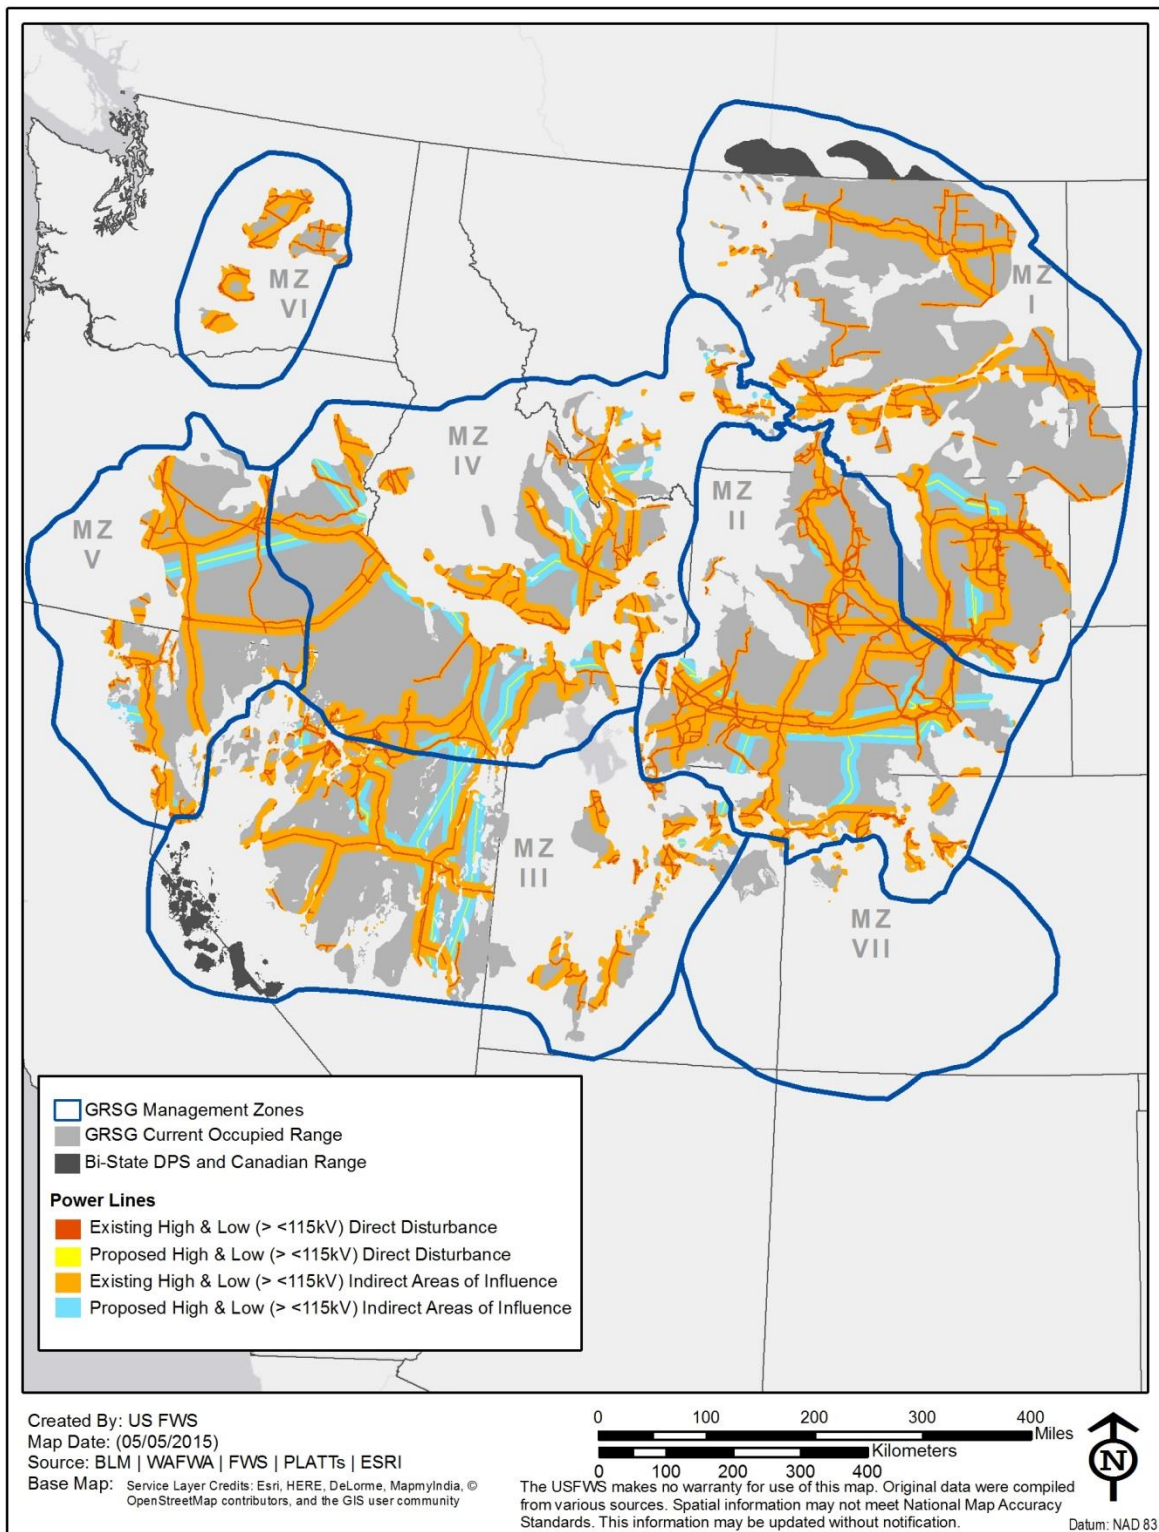 MZ
VI
MZ
I
MZ
IV
MZ
II
MZ
V
MZ
III
MZ
VII
GRSG Management Zones
GRSG Current Occupied Range
Bi-State DPS and Canadian Range
Power Lines
Existing High & Low (> <115kV) Direct Disturbance
Proposed High & Low (> <115kV) Direct Disturbance
Existing High & Low (> <115kV) Indirect Areas of Influence
Proposed High & Low (> <115kV) Indirect Areas of Influence
Created By: US FWS
Map Date: (05/05/2015)
Source: BLM | WAFWA | FWS | PLATTs | ESRI
Base Map: Service Layer Credits: Esri, HERE, DeLorme, MapmyIndia, ©
OpenStreetMap contributors, and the GIS user community
0 100 200 300 400
Miles
Kilometers
0 100 200 300 400
The USFWS makes no warranty for use of this map. Original data were compiled
from various sources. Spatial information may not meet National Map Accuracy
Standards. This information may be updated without notification.
N
Datum: NAD 83